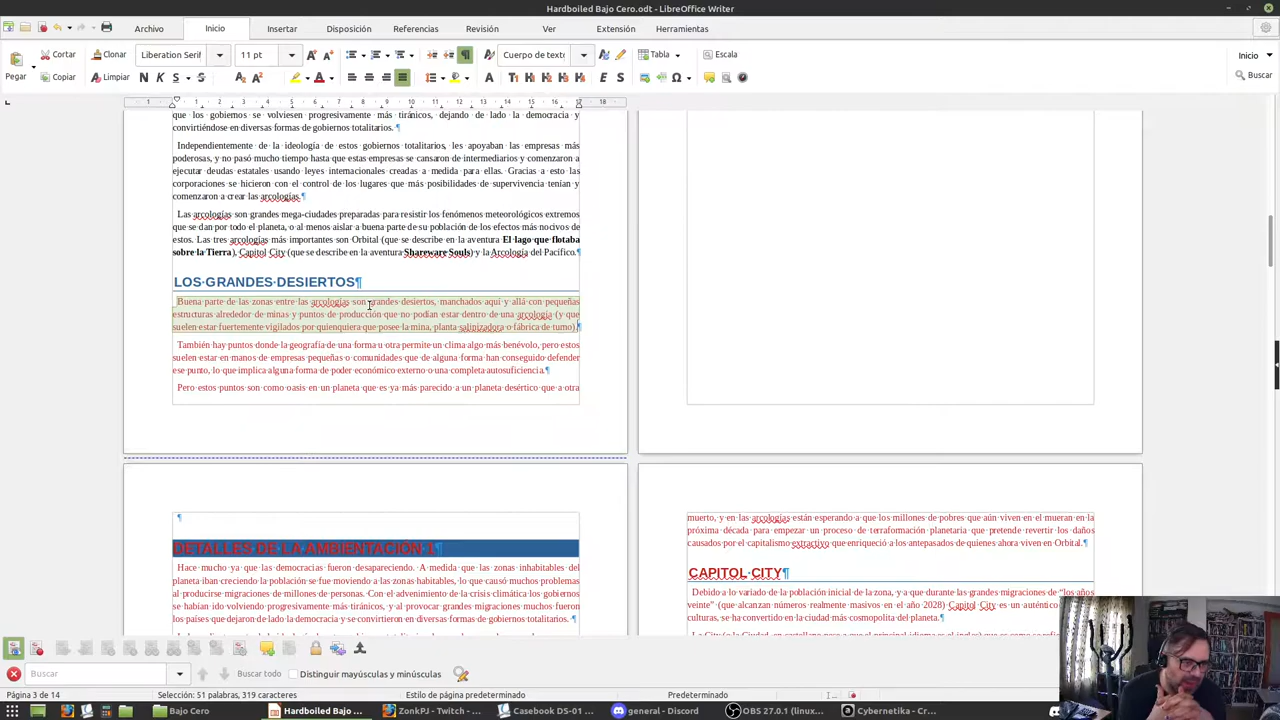 Hardboiled Bajo Cero.odt - LibreOffice Writer
Archivo Inicio Insertar Disposición Referencias Revisión Ver Extensión Herramientas
Pegar Cortar Clonar Liberation Serif 11 pt Cuerpo de texto Tabla Escala Inicio
Copiar Limpiar Buscar
que los gobiernos se volviesen progresivamente más tiránicos, dejando de lado la democracia y
convirtiéndose en diversas formas de gobiernos totalitarios. ¶
Independientemente de la ideología de estos gobiernos totalitarios, les apoyaban las empresas más
poderosas, y no pasó mucho tiempo hasta que estas empresas se cansaron de intermediarios y comenzaron a
ejecutar deudas estatales usando leyes internacionales creadas a medida para ellas. Gracias a esto las
corporaciones se hicieron con el control de los lugares que más posibilidades de supervivencia tenían y
comenzaron a crear las arcologías.¶
Las arcologías son grandes mega-ciudades preparadas para resistir los fenómenos meteorológicos extremos
que se dan por todo el planeta, o al menos aislar a buena parte de su población de los efectos más nocivos de
estos. Las tres arcologías más importantes son Orbital (que se describe en la aventura El lago que flotaba
sobre la Tierra), Capitol City (que se describe en la aventura Shareware Souls) y la Arcología del Pacífico.¶
LOS GRANDES DESIERTOS¶
Buena parte de las zonas entre las arcologías son grandes desiertos, manchados aquí y allá con pequeñas
estructuras alrededor de minas y puntos de producción que no podían estar dentro de una arcología (y que
suelen estar fuertemente vigilados por quienquiera que posee la mina, planta salinizadora o fábrica de turno).¶
También hay puntos donde la geografía de una forma u otra permite un clima algo más benévolo, pero estos
suelen estar en manos de empresas pequeñas o comunidades que de alguna forma han conseguido defender
ese punto, lo que implica alguna forma de poder económico externo o una completa autosuficiencia.¶
Pero estos puntos son como oasis en un planeta que es ya más parecido a un planeta desértico que a otra
¶
DETALLES DE LA AMBIENTACIÓN 1¶
Hace mucho ya que las democracias fueron desapareciendo. A medida que las zonas inhabitables del
planeta iban creciendo la población se fue moviendo a las zonas habitables, lo que causó muchos problemas
al producirse migraciones de millones de personas. Con el advenimiento de la crisis climática los gobiernos
se habían ido volviendo progresivamente más tiránicos, y al provocar grandes migraciones muchos fueron
los países que dejaron de lado la democracia y se convirtieron en diversas formas de gobiernos totalitarios. ¶
muerto, y en las arcologías están esperando a que los millones de pobres que aún viven en el mueran en la
próxima década para empezar un proceso de terraformación planetaria que pretende revertir los daños
causados por el capitalismo extractivo que enriqueció a los antepasados de quienes ahora viven en Orbital.¶
CAPITOL CITY¶
Debido a lo variado de la población inicial de la zona, y a que durante las grandes migraciones de “los años
veinte” (que alcanzan números realmente masivos en el año 2028) Capitol City es un auténtico
culturas, se ha convertido en la ciudad más cosmopolita del planeta.¶
Buscar Buscar todo Distinguir mayúsculas y minúsculas
Página 3 de 14 Selección: 51 palabras, 319 caracteres Estilo de página predeterminado Predeterminado
Bajo Cero Hardboiled Bajo ... ZonkPJ - Twitch - ... Casebook DS-01 ... general - Discord OBS 27.0.1 (linux... Cybernetika - Cr...